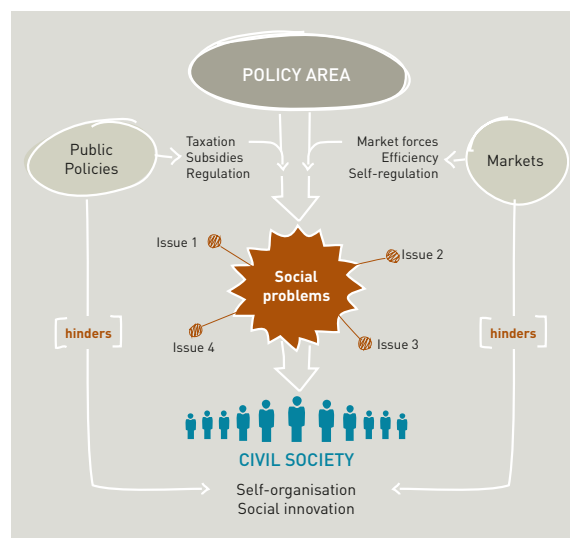 POLICY AREA
Public
Policies
Taxation
Subsidies
Regulation
Market forces
Efficiency
Self-regulation
Markets
Issue 1
Issue 2
Social
problems
hinders
hinders
Issue 4
Issue 3
CIVIL SOCIETY
Self-organisation
Social innovation